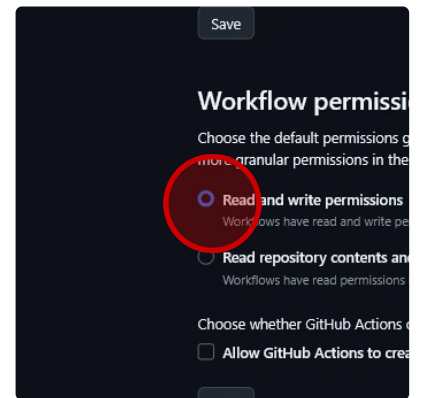 Save
Workflow permissi
Choose the default permissions g
more granular permissions in the
Read and write permissions
Workflows have read and write pe
Read repository contents an
Workflows have read permissions
Choose whether GitHub Actions
Allow GitHub Actions to crea